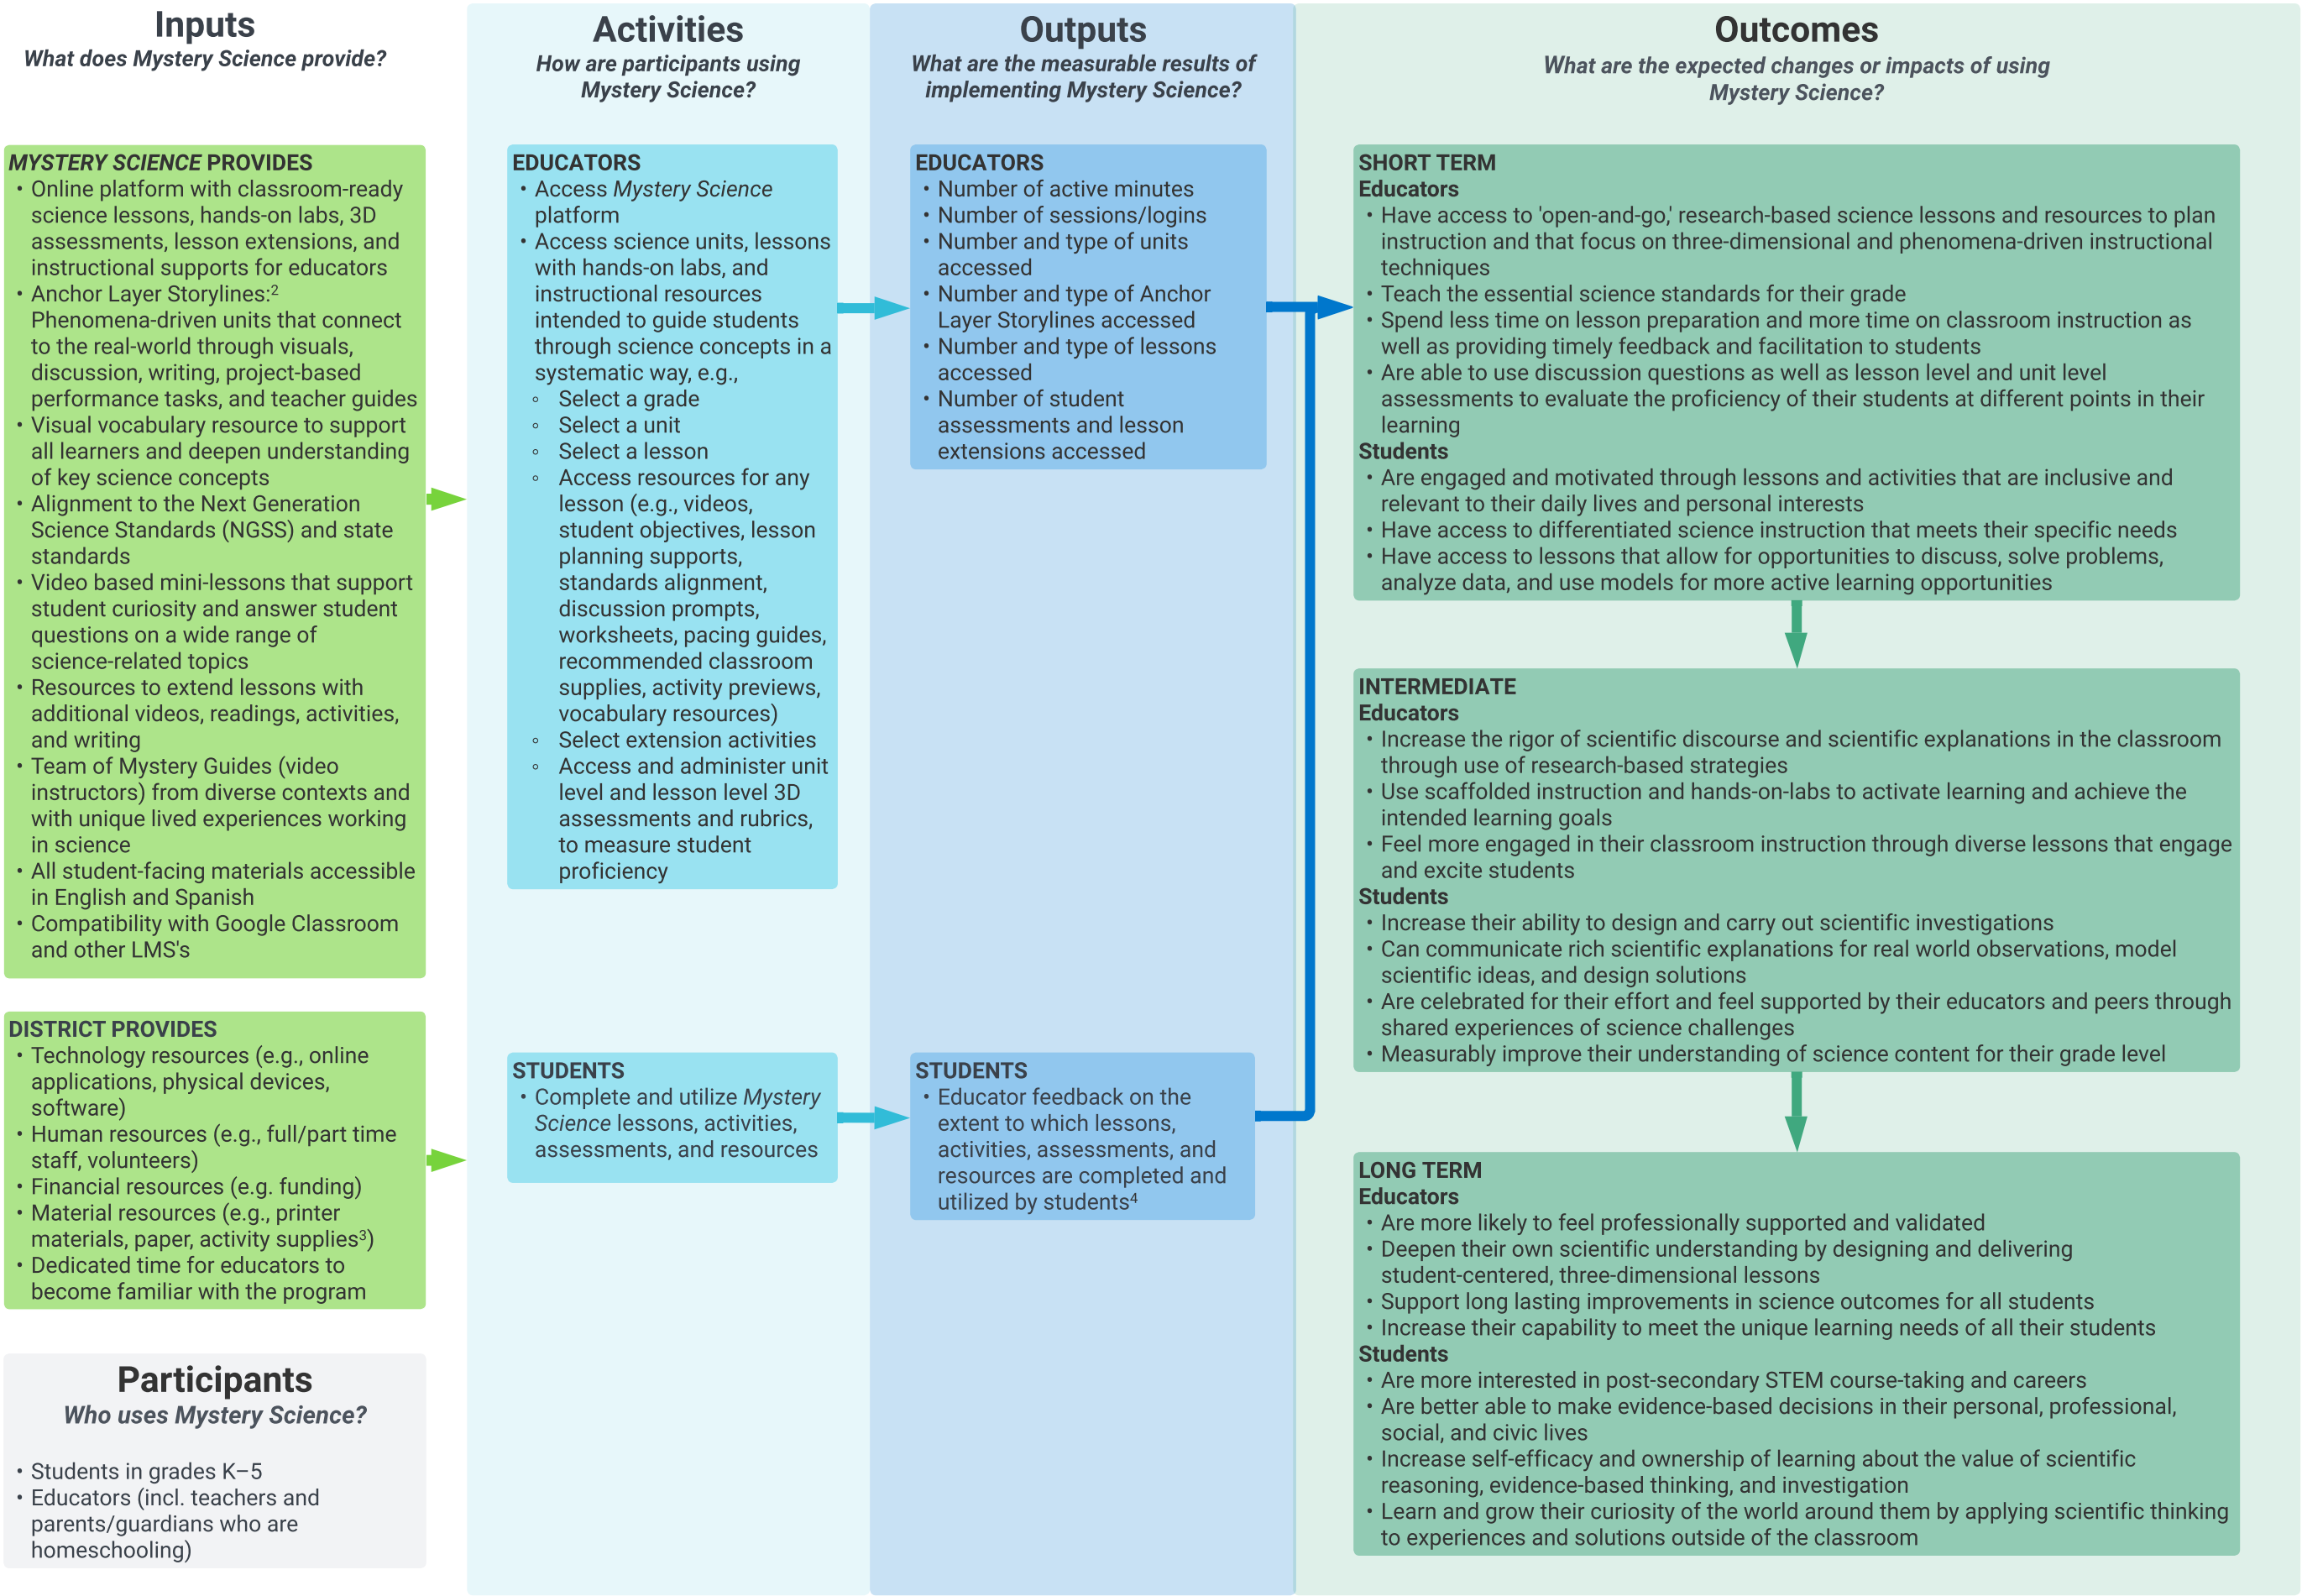 Inputs
What does Mystery Science provide?
MYSTERY SCIENCE PROVIDES
• Online platform with classroom-ready
science lessons, hands-on labs, 3D
assessments, lesson extensions, and
instructional supports for educators
• Anchor Layer Storylines:²
Phenomena-driven units that connect
to the real-world through visuals,
discussion, writing, project-based
performance tasks, and teacher guides
• Visual vocabulary resource to support
all learners and deepen understanding
of key science concepts
• Alignment to the Next Generation
Science Standards (NGSS) and state
standards
• Video based mini-lessons that support
student curiosity and answer student
questions on a wide range of
science-related topics
• Resources to extend lessons with
additional videos, readings, activities,
and writing
• Team of Mystery Guides (video
instructors) from diverse contexts and
with unique lived experiences working
in science
• All student-facing materials accessible
in English and Spanish
• Compatibility with Google Classroom
and other LMS's
DISTRICT PROVIDES
• Technology resources (e.g., online
applications, physical devices,
software)
• Human resources (e.g., full/part time
staff, volunteers)
• Financial resources (e.g. funding)
• Material resources (e.g., printer
materials, paper, activity supplies³)
• Dedicated time for educators to
become familiar with the program
Participants
Who uses Mystery Science?
• Students in grades K–5
• Educators (incl. teachers and
parents/guardians who are
homeschooling)
Activities
How are participants using
Mystery Science?
EDUCATORS
• Access Mystery Science
platform
• Access science units, lessons
with hands-on labs, and
instructional resources
intended to guide students
through science concepts in a
systematic way, e.g.,
◦ Select a grade
◦ Select a unit
◦ Select a lesson
◦ Access resources for any
lesson (e.g., videos,
student objectives, lesson
planning supports,
standards alignment,
discussion prompts,
worksheets, pacing guides,
recommended classroom
supplies, activity previews,
vocabulary resources)
◦ Select extension activities
◦ Access and administer unit
level and lesson level 3D
assessments and rubrics,
to measure student
proficiency
STUDENTS
• Complete and utilize Mystery
Science lessons, activities,
assessments, and resources
Outputs
What are the measurable results of
implementing Mystery Science?
EDUCATORS
• Number of active minutes
• Number of sessions/logins
• Number and type of units
accessed
• Number and type of Anchor
Layer Storylines accessed
• Number and type of lessons
accessed
• Number of student
assessments and lesson
extensions accessed
STUDENTS
• Educator feedback on the
extent to which lessons,
activities, assessments, and
resources are completed and
utilized by students⁴
Outcomes
What are the expected changes or impacts of using
Mystery Science?
SHORT TERM
Educators
• Have access to 'open-and-go,' research-based science lessons and resources to plan
instruction and that focus on three-dimensional and phenomena-driven instructional
techniques
• Teach the essential science standards for their grade
• Spend less time on lesson preparation and more time on classroom instruction as
well as providing timely feedback and facilitation to students
• Are able to use discussion questions as well as lesson level and unit level
assessments to evaluate the proficiency of their students at different points in their
learning
Students
• Are engaged and motivated through lessons and activities that are inclusive and
relevant to their daily lives and personal interests
• Have access to differentiated science instruction that meets their specific needs
• Have access to lessons that allow for opportunities to discuss, solve problems,
analyze data, and use models for more active learning opportunities
INTERMEDIATE
Educators
• Increase the rigor of scientific discourse and scientific explanations in the classroom
through use of research-based strategies
• Use scaffolded instruction and hands-on-labs to activate learning and achieve the
intended learning goals
• Feel more engaged in their classroom instruction through diverse lessons that engage
and excite students
Students
• Increase their ability to design and carry out scientific investigations
• Can communicate rich scientific explanations for real world observations, model
scientific ideas, and design solutions
• Are celebrated for their effort and feel supported by their educators and peers through
shared experiences of science challenges
• Measurably improve their understanding of science content for their grade level
LONG TERM
Educators
• Are more likely to feel professionally supported and validated
• Deepen their own scientific understanding by designing and delivering
student-centered, three-dimensional lessons
• Support long lasting improvements in science outcomes for all students
• Increase their capability to meet the unique learning needs of all their students
Students
• Are more interested in post-secondary STEM course-taking and careers
• Are better able to make evidence-based decisions in their personal, professional,
social, and civic lives
• Increase self-efficacy and ownership of learning about the value of scientific
reasoning, evidence-based thinking, and investigation
• Learn and grow their curiosity of the world around them by applying scientific thinking
to experiences and solutions outside of the classroom